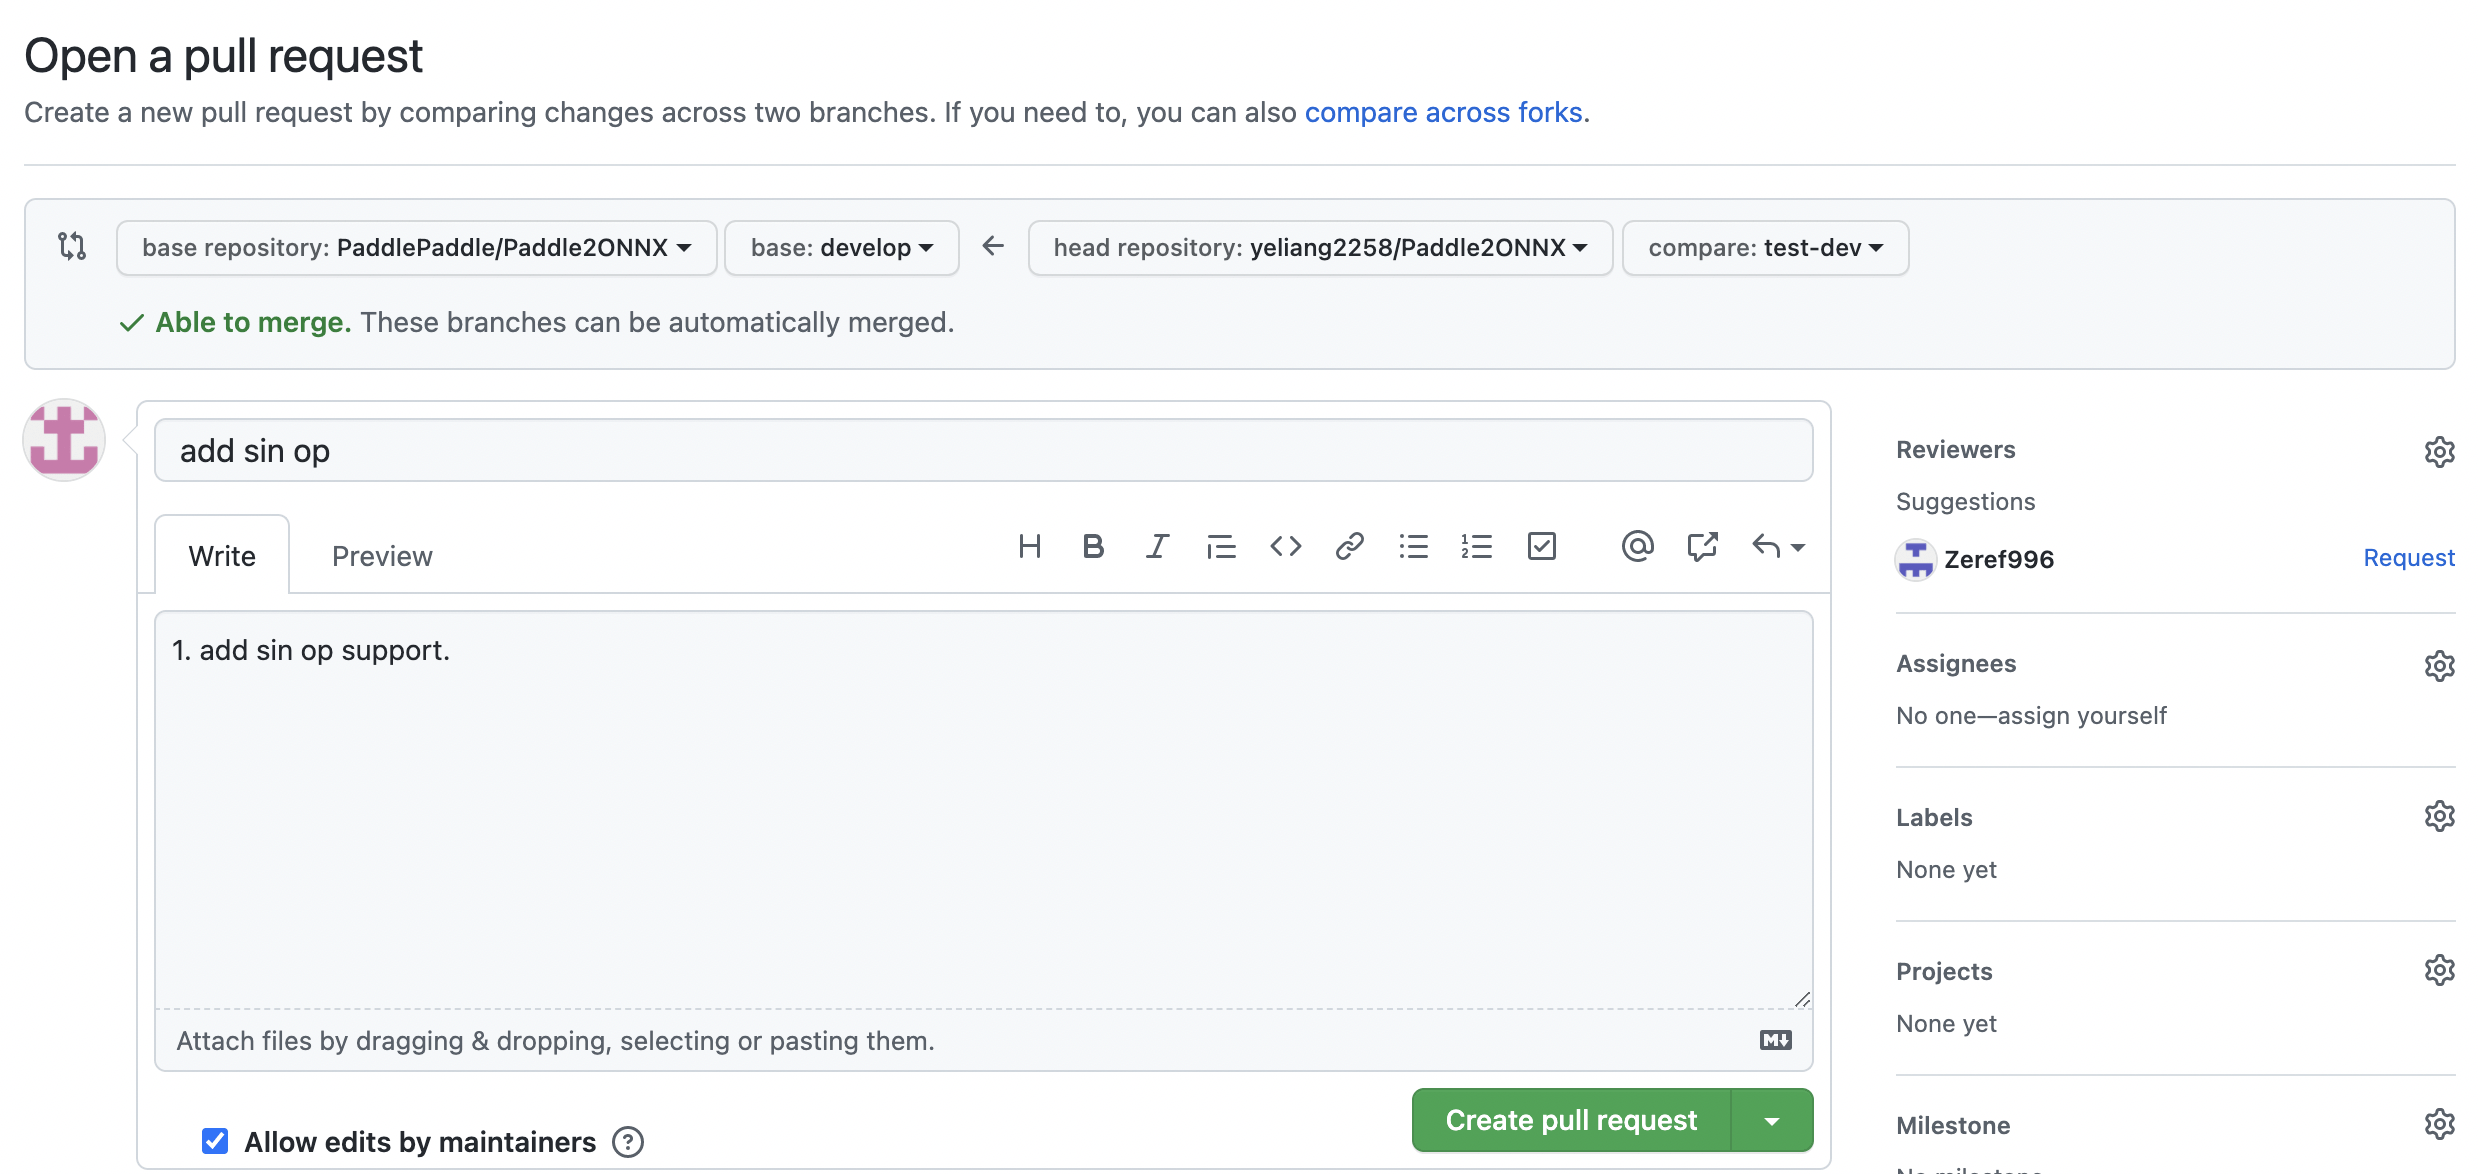 Open a pull request
Create a new pull request by comparing changes across two branches. If you need to, you can also compare across forks.
base repository: PaddlePaddle/Paddle2ONNX base: develop head repository: yeliang2258/Paddle2ONNX compare: test-dev
Able to merge. These branches can be automatically merged.
add sin op
Write Preview
1. add sin op support.
Attach files by dragging & dropping, selecting or pasting them.
Allow edits by maintainers
Create pull request
Reviewers
Suggestions
Zeref996 Request
Assignees
No one—assign yourself
Labels
None yet
Projects
None yet
Milestone